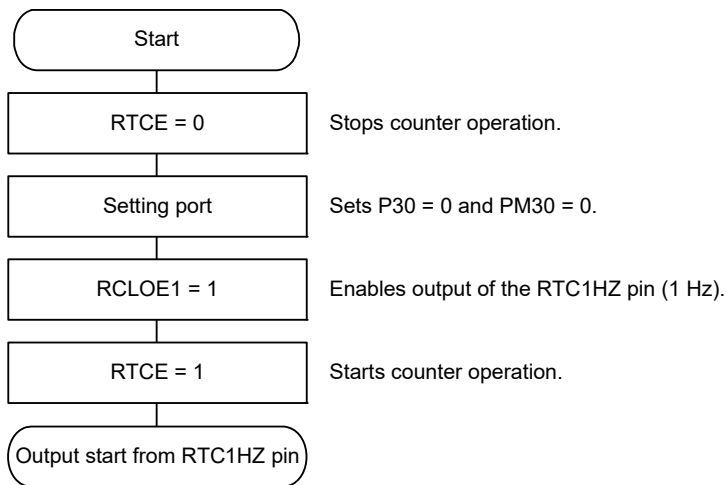 Start
RTCE = 0
Stops counter operation.
Setting port
Sets P30 = 0 and PM30 = 0.
RCLOE1 = 1
Enables output of the RTC1HZ pin (1 Hz).
RTCE = 1
Starts counter operation.
Output start from RTC1HZ pin